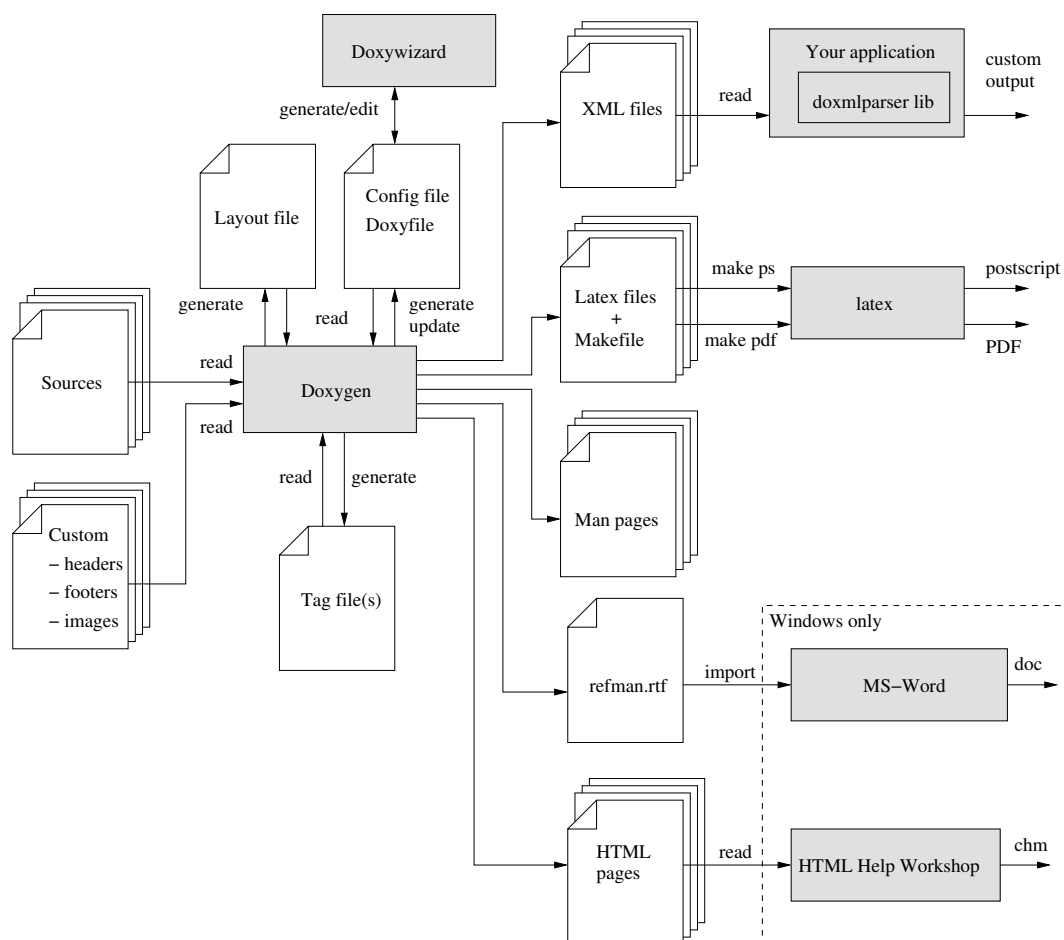 Doxywizard
generate/edit
Layout file
Config file
Doxyfile
generate
read
generate
update
Sources
read
Doxygen
read
Custom
– headers
– footers
– images
read
generate
Tag file(s)
XML files
read
Your application
doxmlparser lib
custom
output
Latex files
+
Makefile
make ps
make pdf
latex
postscript
PDF
Man pages
Windows only
refman.rtf
import
MS–Word
doc
HTML
pages
read
HTML Help Workshop
chm